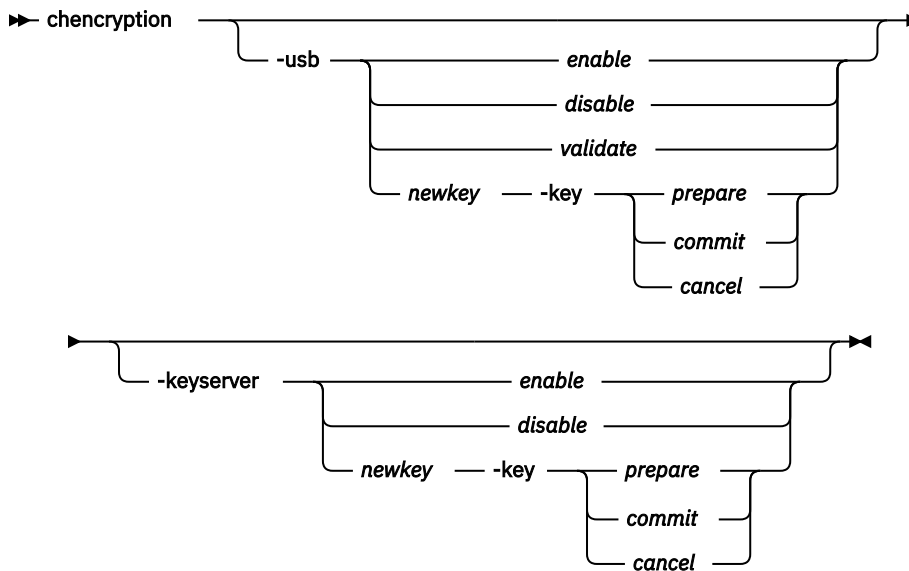 chencryption
-usb enable
disable
validate
newkey -key prepare
commit
cancel
-keyserver enable
disable
newkey -key prepare
commit
cancel